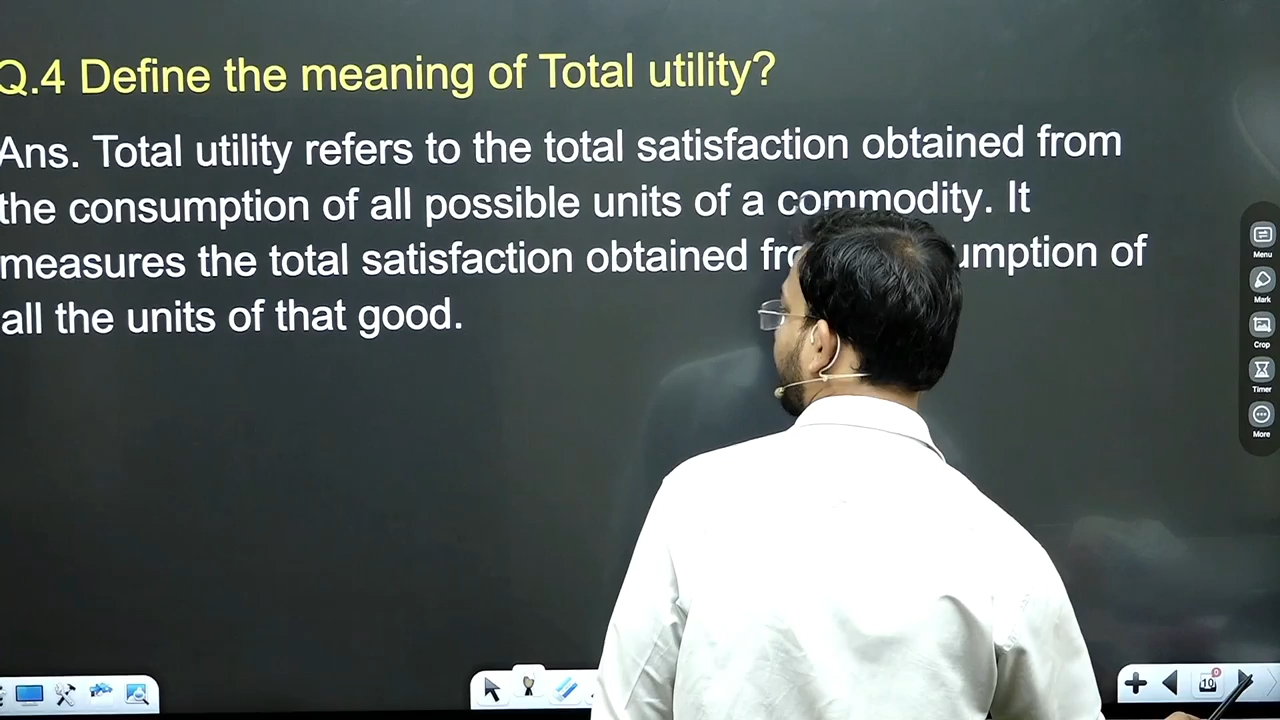 Q.4 Define the meaning of Total utility?
Ans. Total utility refers to the total satisfaction obtained from
the consumption of all possible units of a commodity. It
measures the total satisfaction obtained of
all the units of that good.
Menu
Mark
Crop
Timer
More
10